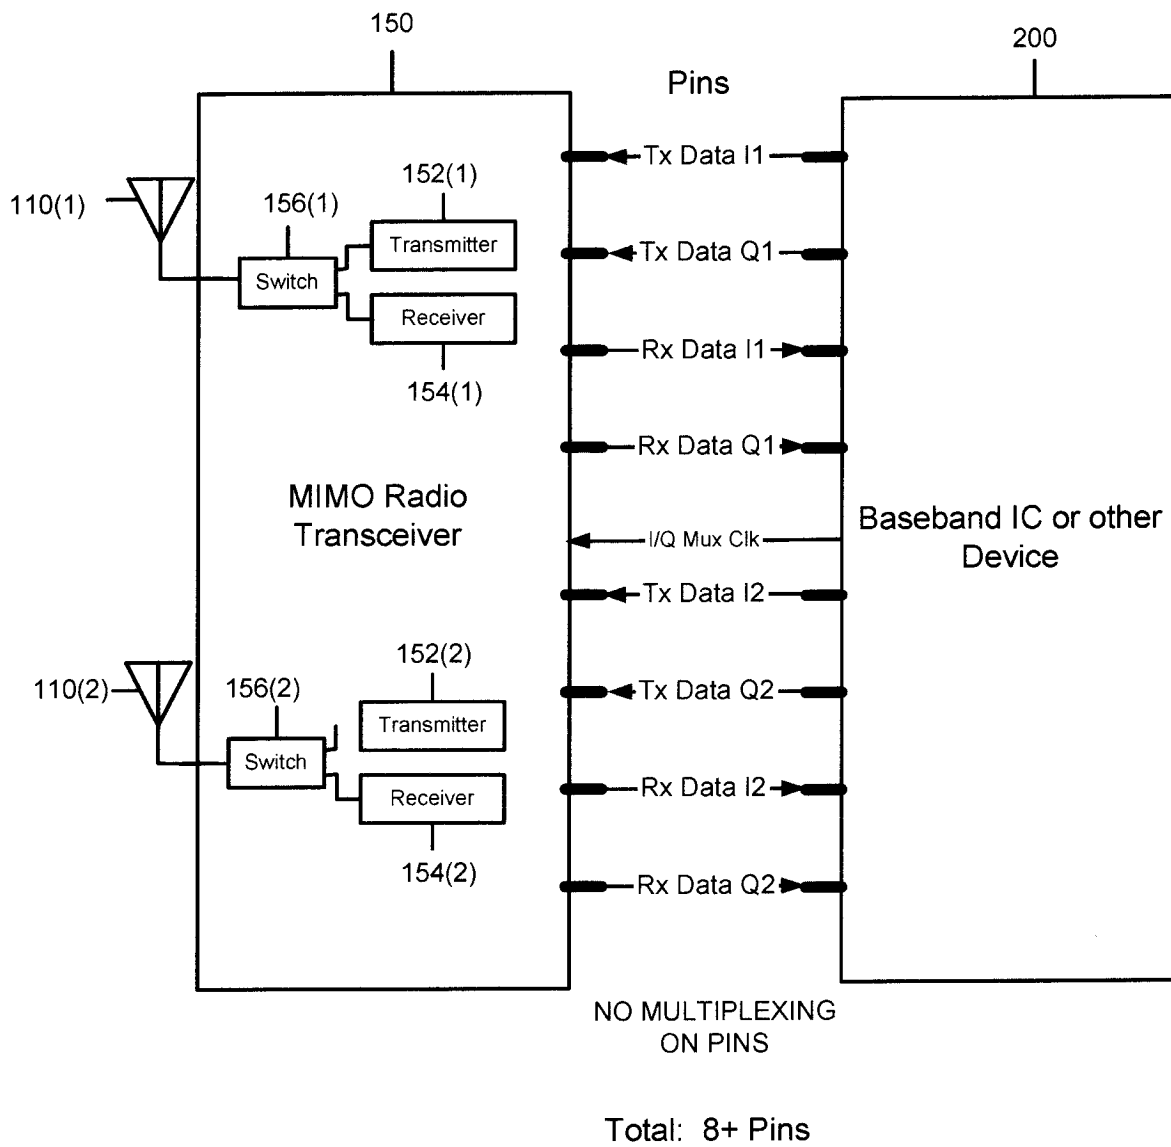 150
200
Pins
Tx Data I1
110(1)
152(1)
156(1)
Transmitter
Tx Data Q1
Switch
Receiver
Rx Data I1
154(1)
Rx Data Q1
MIMO Radio
Transceiver
Baseband IC or other
Device
I/Q Mux Clk
Tx Data I2
152(2)
110(2)
156(2)
Tx Data Q2
Transmitter
Switch
Receiver
Rx Data I2
154(2)
Rx Data Q2
NO MULTIPLEXING
ON PINS
Total: 8+ Pins